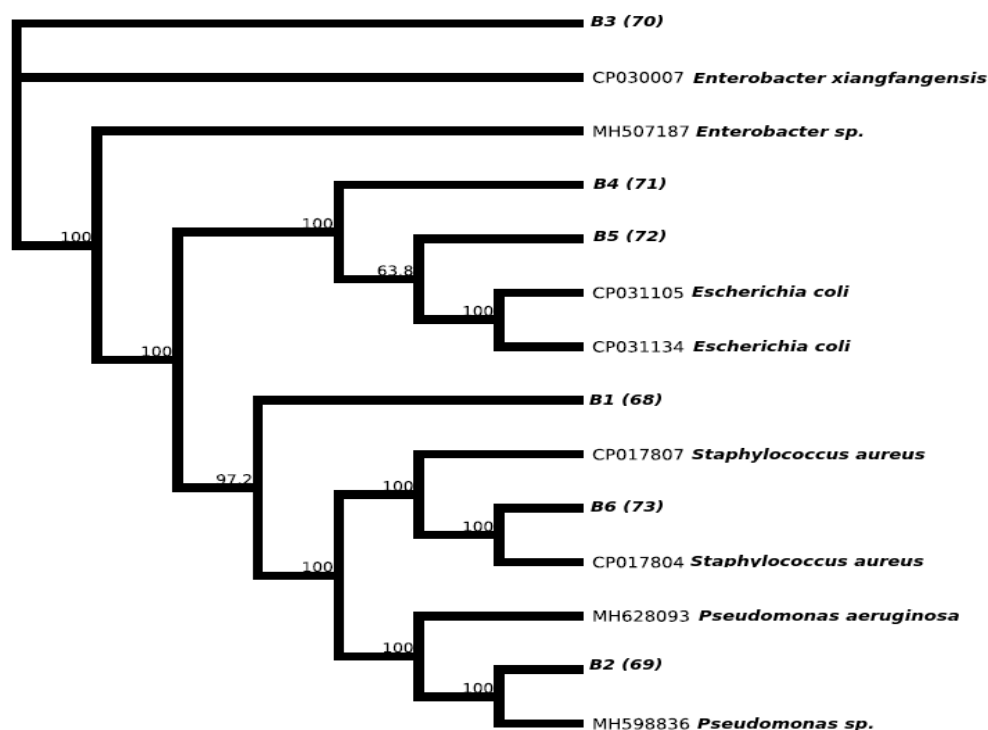 B3 (70)
CP030007 Enterobacter xiangfangensis
MH507187 Enterobacter sp.
B4 (71)
100
B5 (72)
100
63.8
CP031105 Escherichia coli
100
CP031134 Escherichia coli
100
B1 (68)
CP017807 Staphylococcus aureus
97.2
100
B6 (73)
100
CP017804 Staphylococcus aureus
100
MH628093 Pseudomonas aeruginosa
100
B2 (69)
100
MH598836 Pseudomonas sp.